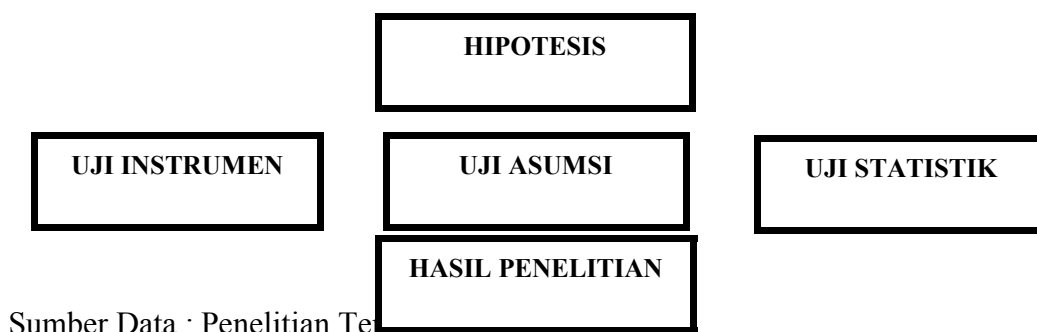 HIPOTESIS
UJI INSTRUMEN
UJI ASUMSI
UJI STATISTIK
HASIL PENELITIAN
Sumber Data : Penelitian